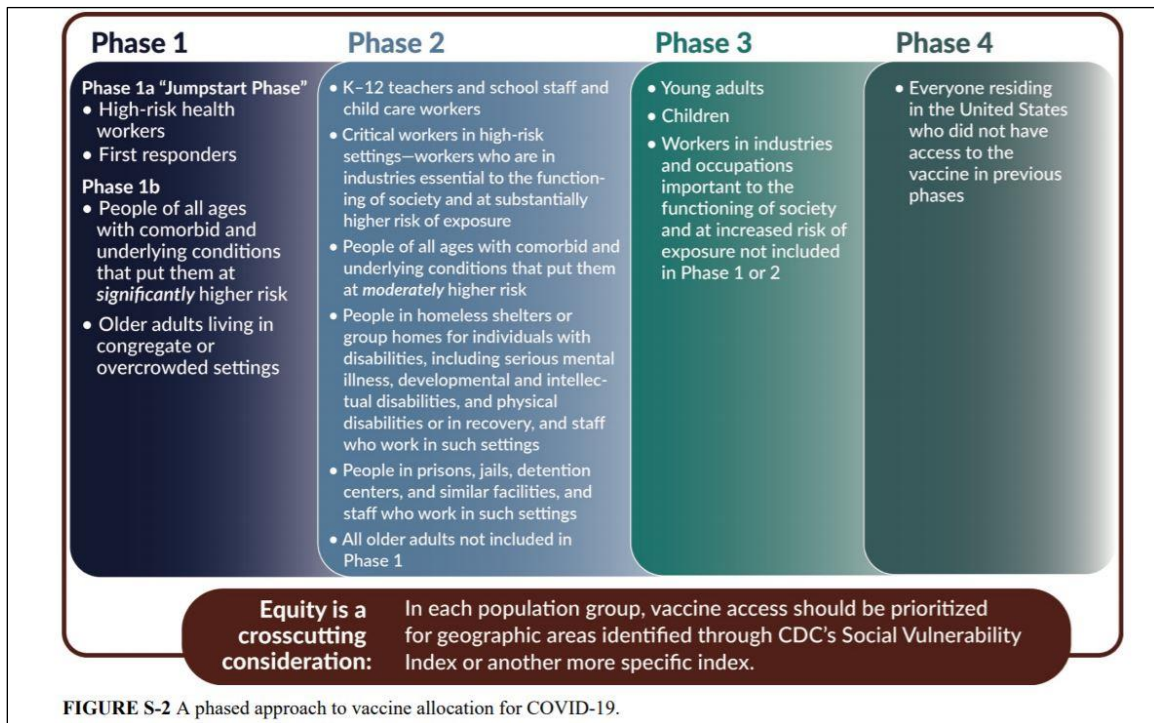 Phase 1
Phase 1a “Jumpstart Phase”
• High-risk health
workers
• First responders
Phase 1b
• People of all ages
with comorbid and
underlying conditions
that put them at
significantly higher risk
• Older adults living in
congregate or
overcrowded settings
Phase 2
• K–12 teachers and school staff and
child care workers
• Critical workers in high-risk
settings—workers who are in
industries essential to the function-
ing of society and at substantially
higher risk of exposure
• People of all ages with comorbid and
underlying conditions that put them
at moderately higher risk
• People in homeless shelters or
group homes for individuals with
disabilities, including serious mental
illness, developmental and intellec-
tual disabilities, and physical
disabilities or in recovery, and staff
who work in such settings
• People in prisons, jails, detention
centers, and similar facilities, and
staff who work in such settings
• All older adults not included in
Phase 1
Phase 3
• Young adults
• Children
• Workers in industries
and occupations
important to the
functioning of society
and at increased risk of
exposure not included
in Phase 1 or 2
Phase 4
• Everyone residing
in the United States
who did not have
access to the
vaccine in previous
phases
Equity is a
crosscutting
consideration:
In each population group, vaccine access should be prioritized
for geographic areas identified through CDC’s Social Vulnerability
Index or another more specific index.
FIGURE S-2 A phased approach to vaccine allocation for COVID-19.